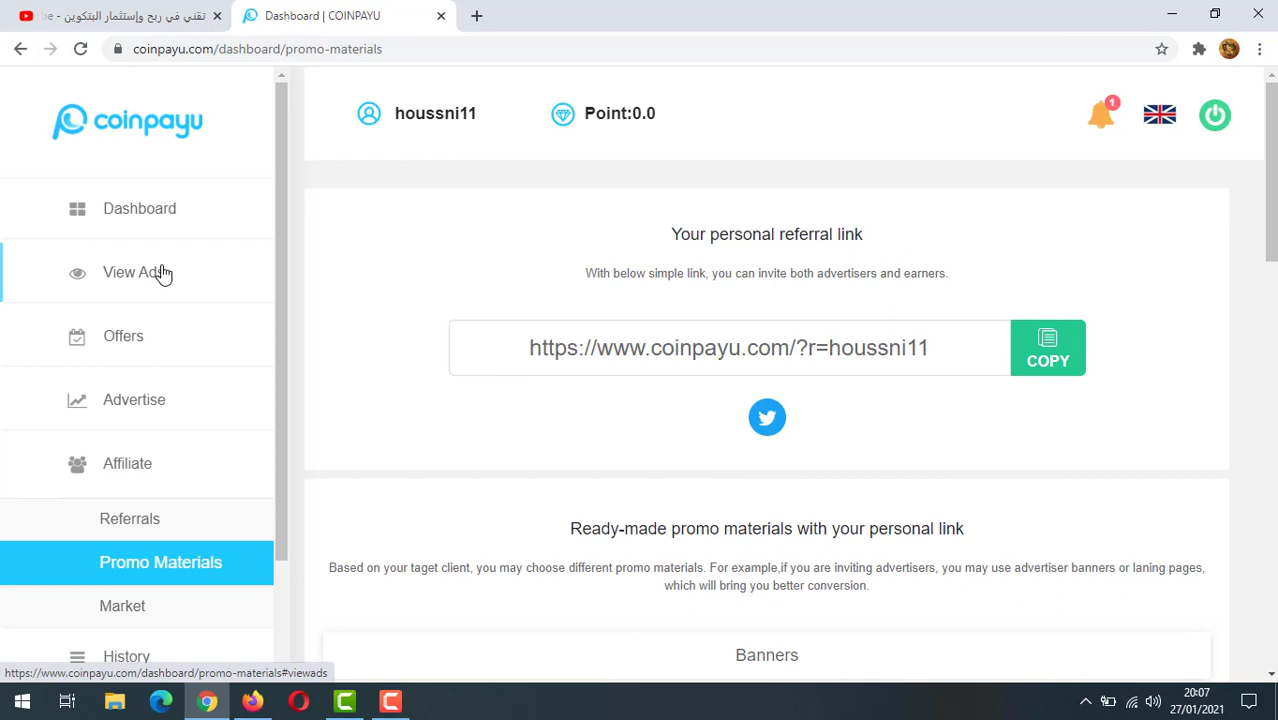 تقني في ربح وإستثمار البتكوين - be
Dashboard | COINPAYU
coinpayu.com/dashboard/promo-materials
coinpayu
houssni11
Point:0.0
1
Dashboard
View Ads
Offers
Advertise
Affiliate
Referrals
Promo Materials
Market
History
Your personal referral link
With below simple link, you can invite both advertisers and earners.
https://www.coinpayu.com/?r=houssni11
COPY
Ready-made promo materials with your personal link
Based on your taget client, you may choose different promo materials. For example,if you are inviting advertisers, you may use advertiser banners or laning pages,
which will bring you better conversion.
Banners
https://www.coinpayu.com/dashboard/promo-materials#viewads
20:07
27/01/2021